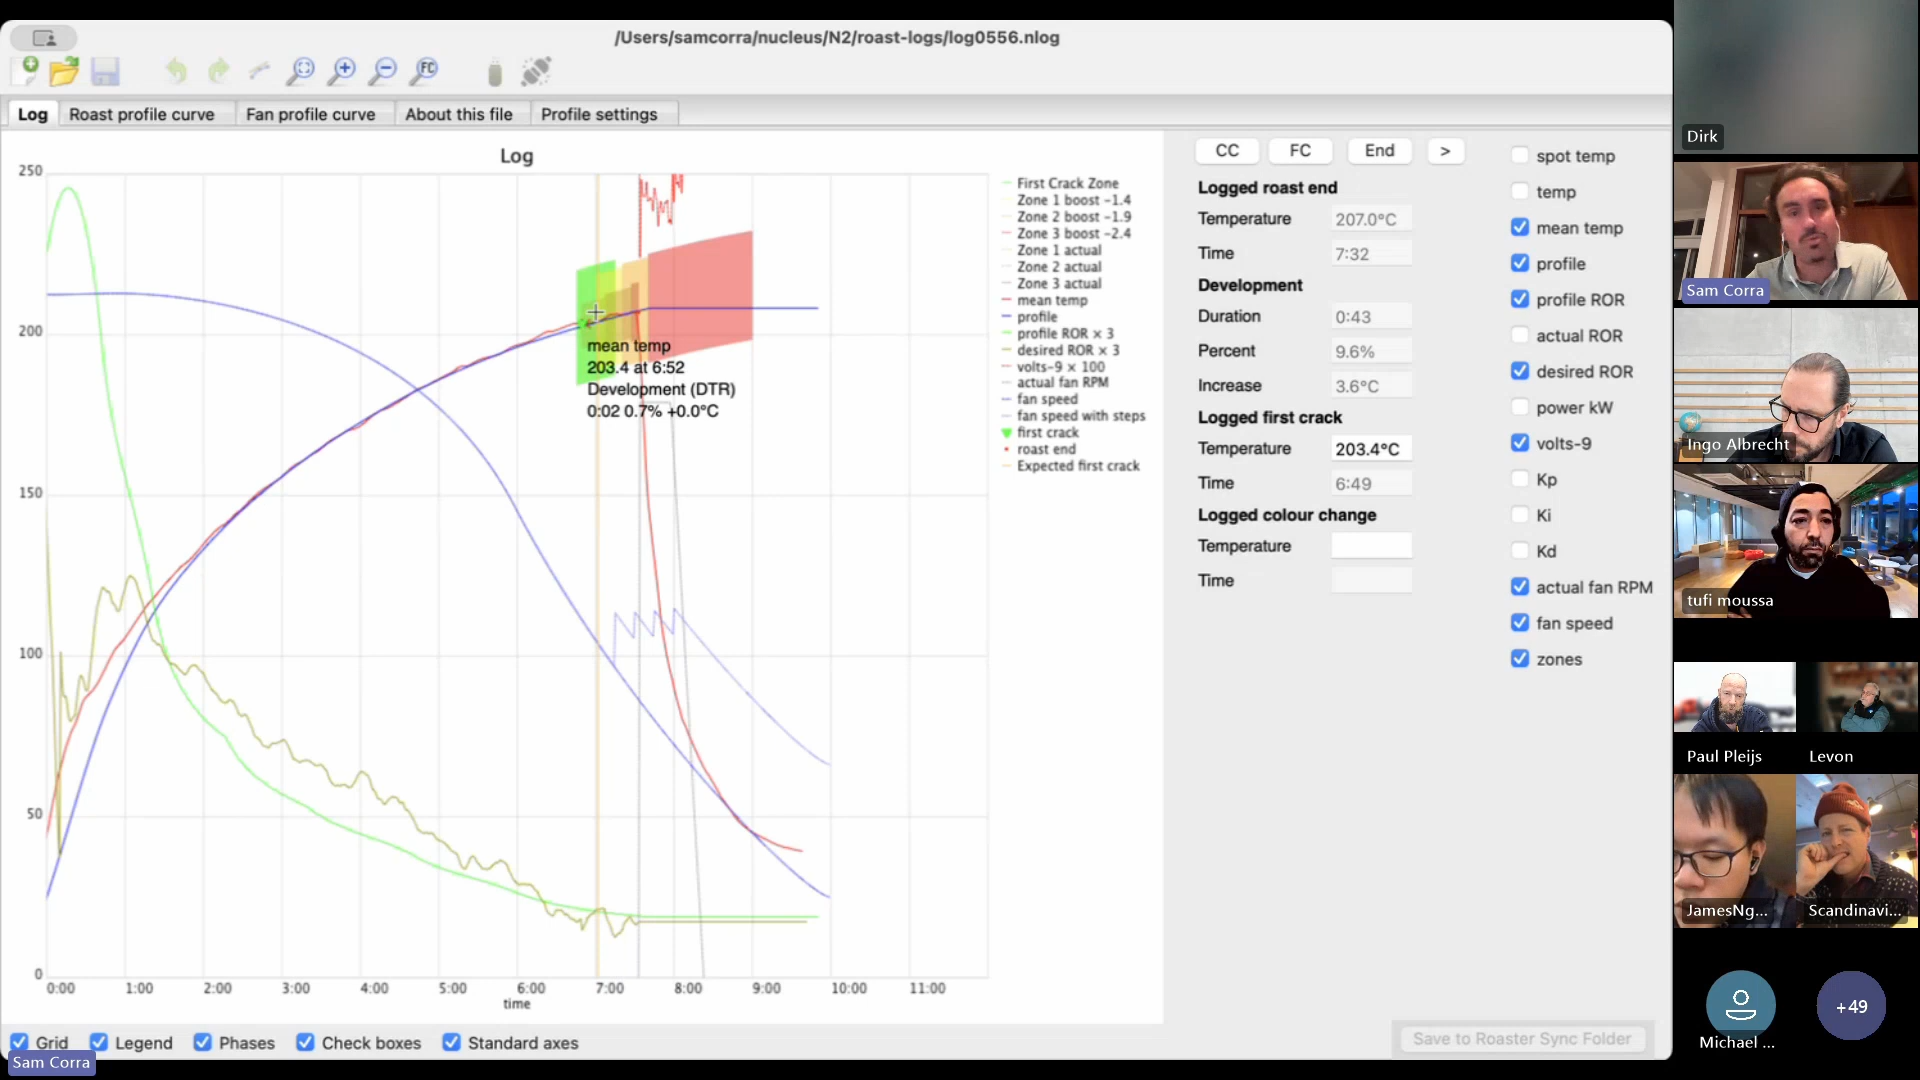 /Users/samcorra/nucleus/N2/roast-logs/log0556.nlog
FC
Log
Roast profile curve
Fan profile curve
About this file
Profile settings
Log
250
200
150
100
50
0
0:00
1:00
2:00
3:00
4:00
5:00
6:00
7:00
8:00
9:00
10:00
11:00
time
mean temp
203.4 at 6:52
Development (DTR)
0:02 0.7% +0.0°C
First Crack Zone
Zone 1 boost -1.4
Zone 2 boost -1.9
Zone 3 boost -2.4
Zone 1 actual
Zone 2 actual
Zone 3 actual
mean temp
profile
profile ROR × 3
desired ROR × 3
volts-9 × 100
actual fan RPM
fan speed
fan speed with steps
first crack
roast end
Expected first crack
CC
FC
End
>
Logged roast end
Temperature 207.0°C
Time 7:32
Development
Duration 0:43
Percent 9.6%
Increase 3.6°C
Logged first crack
Temperature 203.4°C
Time 6:49
Logged colour change
Temperature
Time
spot temp
temp
mean temp
profile
profile ROR
actual ROR
desired ROR
power kW
volts-9
Kp
Ki
Kd
actual fan RPM
fan speed
zones
Grid
Legend
Phases
Check boxes
Standard axes
Save to Roaster Sync Folder
Sam Corra
Dirk
Sam Corra
Ingo Albrecht
tufi moussa
Paul Pleijs
Levon
JamesNg...
Scandinavi...
Michael ...
+49